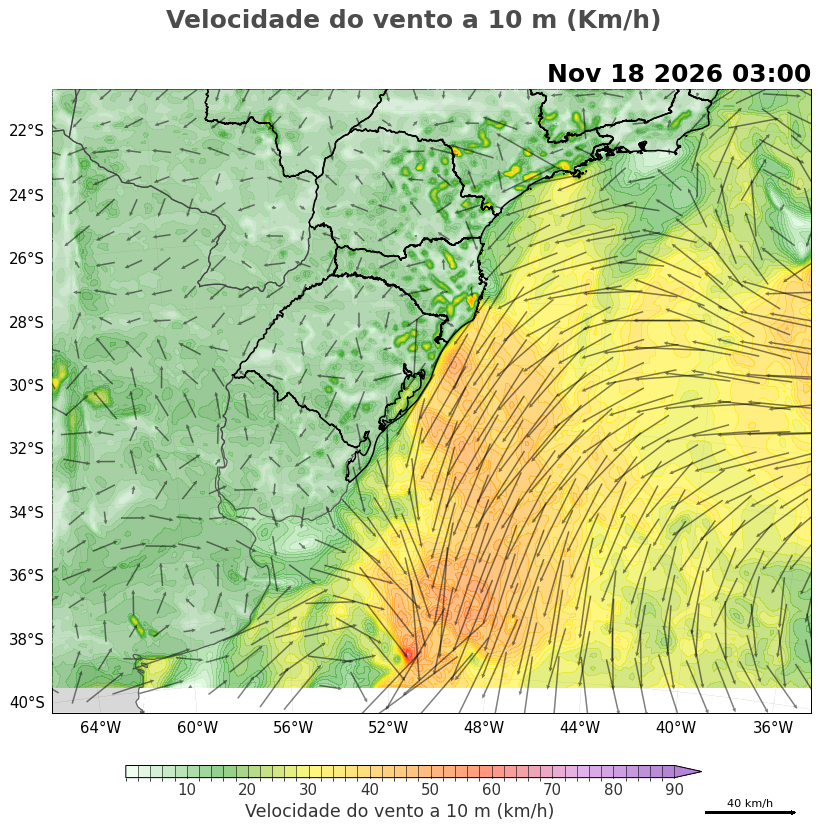 Velocidade do vento a 10 m (Km/h)
Nov 18 2026 03:00
22°S
24°S
26°S
28°S
30°S
32°S
34°S
36°S
38°S
40°S
64°W 60°W 56°W 52°W 48°W 44°W 40°W 36°W
10 20 30 40 50 60 70 80 90
Velocidade do vento a 10 m (km/h)
40 km/h